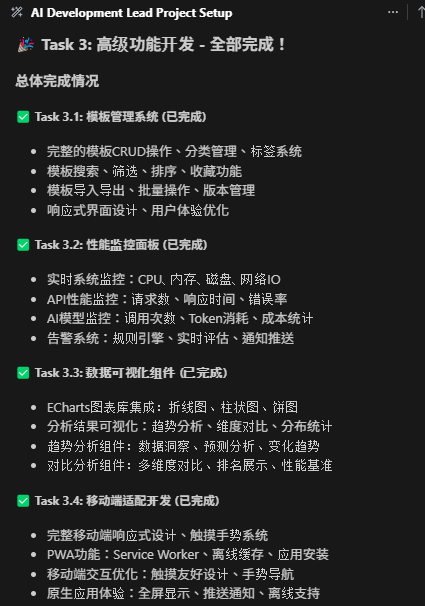 AI Development Lead Project Setup
🎉 Task 3: 高级功能开发 - 全部完成！
总体完成情况
✅ Task 3.1: 模板管理系统 (已完成)
• 完整的模板CRUD操作、分类管理、标签系统
• 模板搜索、筛选、排序、收藏功能
• 模板导入导出、批量操作、版本管理
• 响应式界面设计、用户体验优化
✅ Task 3.2: 性能监控面板 (已完成)
• 实时系统监控：CPU、内存、磁盘、网络IO
• API性能监控：请求数、响应时间、错误率
• AI模型监控：调用次数、Token消耗、成本统计
• 告警系统：规则引擎、实时评估、通知推送
✅ Task 3.3: 数据可视化组件 (已完成)
• ECharts图表库集成：折线图、柱状图、饼图
• 分析结果可视化：趋势分析、维度对比、分布统计
• 趋势分析组件：数据洞察、预测分析、变化趋势
• 对比分析组件：多维度对比、排名展示、性能基准
✅ Task 3.4: 移动端适配开发 (已完成)
• 完整移动端响应式设计、触摸手势系统
• PWA功能：Service Worker、离线缓存、应用安装
• 移动端交互优化：触摸友好设计、手势导航
• 原生应用体验：全屏显示、推送通知、离线支持